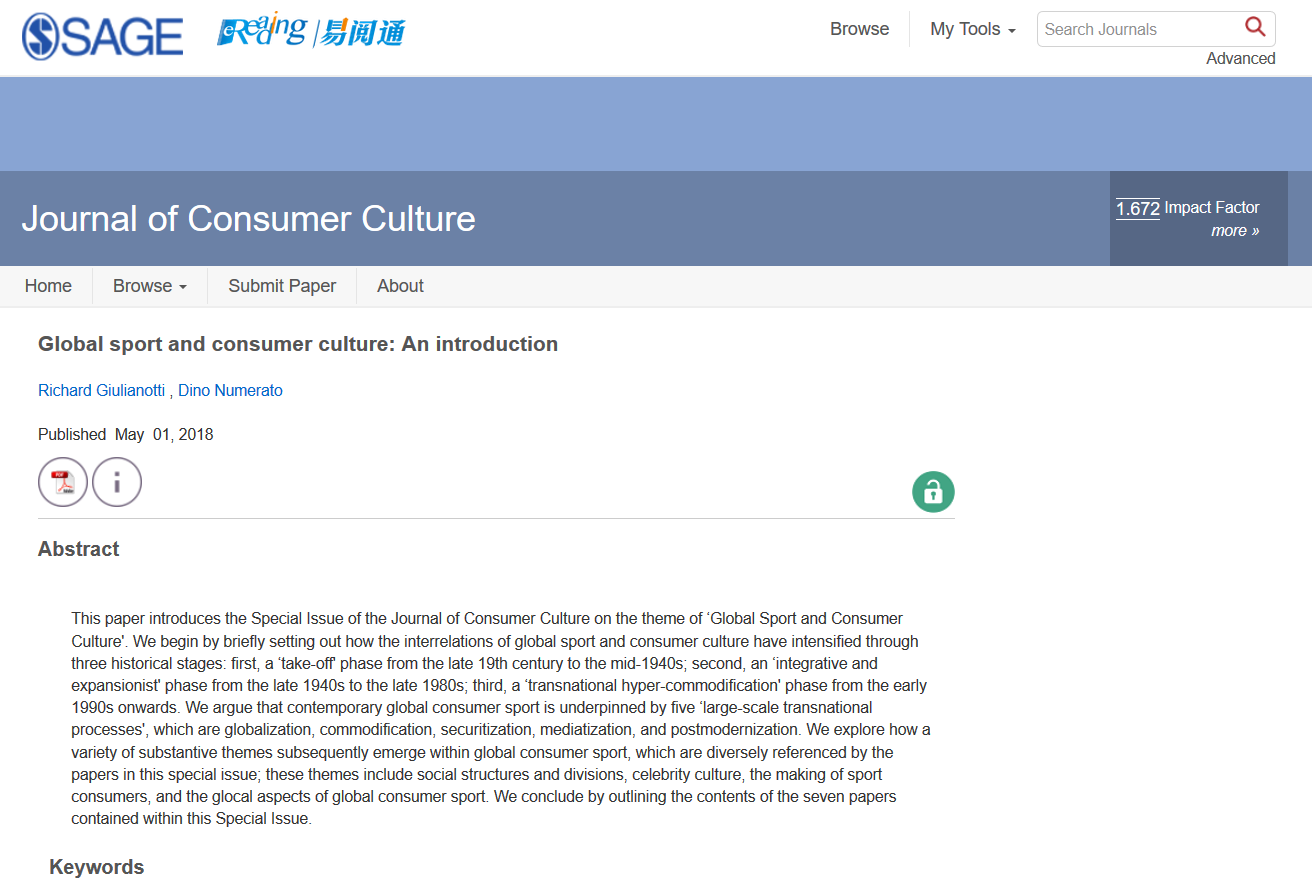 SAGE
eReading | 易阅通
Browse
My Tools
Search Journals
Advanced
Journal of Consumer Culture
1.672 Impact Factor
more »
Home
Browse
Submit Paper
About
Global sport and consumer culture: An introduction
Richard Giulianotti , Dino Numerato
Published May 01, 2018
PDF
i
Abstract
This paper introduces the Special Issue of the Journal of Consumer Culture on the theme of ‘Global Sport and Consumer
Culture'. We begin by briefly setting out how the interrelations of global sport and consumer culture have intensified through
three historical stages: first, a ‘take-off' phase from the late 19th century to the mid-1940s; second, an ‘integrative and
expansionist' phase from the late 1940s to the late 1980s; third, a ‘transnational hyper-commodification' phase from the early
1990s onwards. We argue that contemporary global consumer sport is underpinned by five ‘large-scale transnational
processes', which are globalization, commodification, securitization, mediatization, and postmodernization. We explore how a
variety of substantive themes subsequently emerge within global consumer sport, which are diversely referenced by the
papers in this special issue; these themes include social structures and divisions, celebrity culture, the making of sport
consumers, and the glocal aspects of global consumer sport. We conclude by outlining the contents of the seven papers
contained within this Special Issue.
Keywords